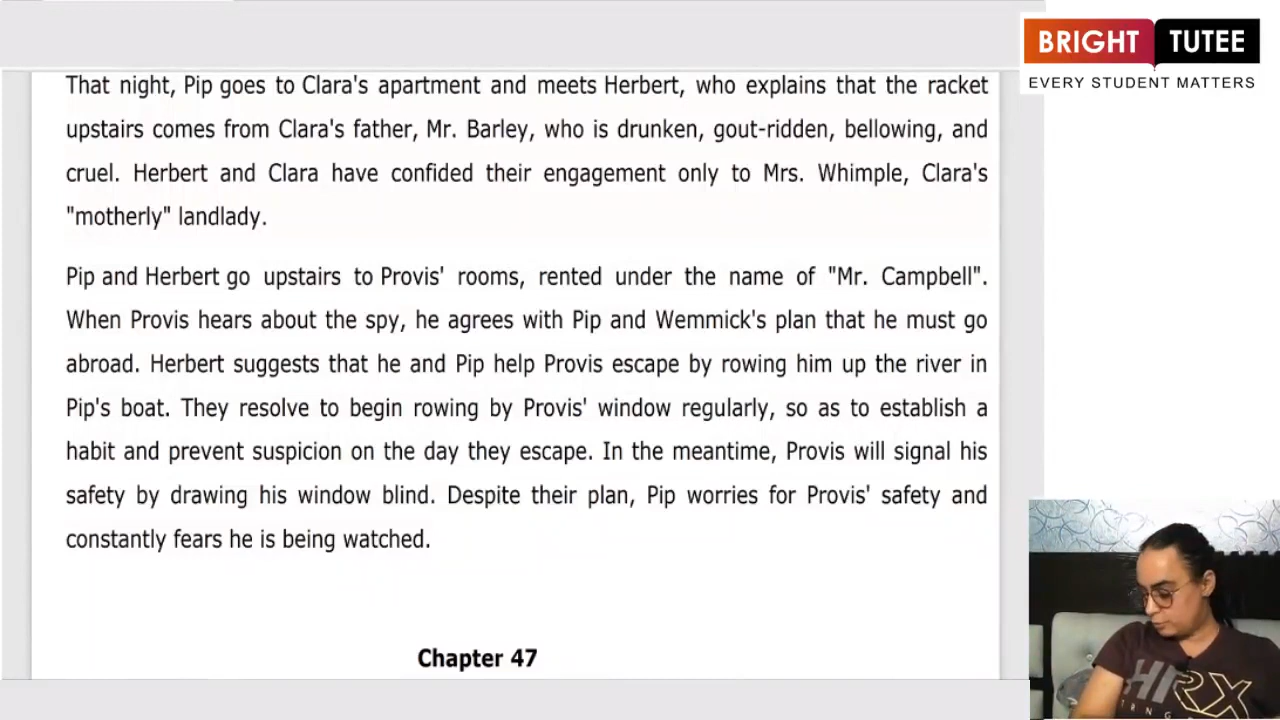 BRIGHT TUTEE
EVERY STUDENT MATTERS
That night, Pip goes to Clara's apartment and meets Herbert, who explains that the racket
upstairs comes from Clara's father, Mr. Barley, who is drunken, gout-ridden, bellowing, and
cruel. Herbert and Clara have confided their engagement only to Mrs. Whimple, Clara's
"motherly" landlady.
Pip and Herbert go upstairs to Provis' rooms, rented under the name of "Mr. Campbell".
When Provis hears about the spy, he agrees with Pip and Wemmick's plan that he must go
abroad. Herbert suggests that he and Pip help Provis escape by rowing him up the river in
Pip's boat. They resolve to begin rowing by Provis' window regularly, so as to establish a
habit and prevent suspicion on the day they escape. In the meantime, Provis will signal his
safety by drawing his window blind. Despite their plan, Pip worries for Provis' safety and
constantly fears he is being watched.
Chapter 47